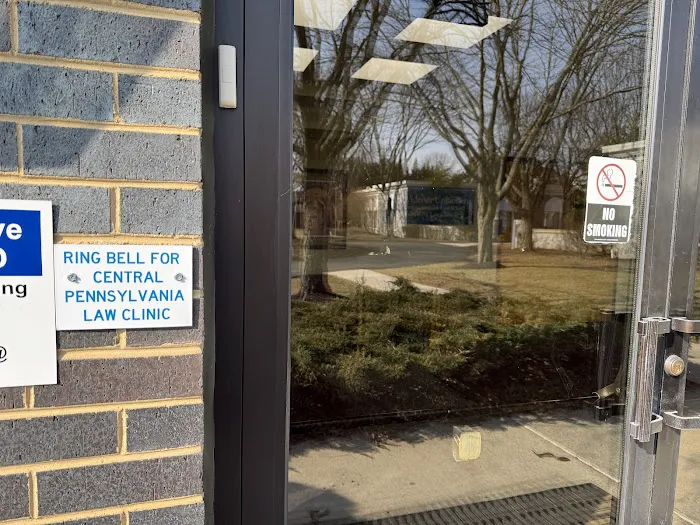 ve
ng
@
RING BELL FOR
CENTRAL
PENNSYLVANIA
LAW CLINIC
NO
SMOKING